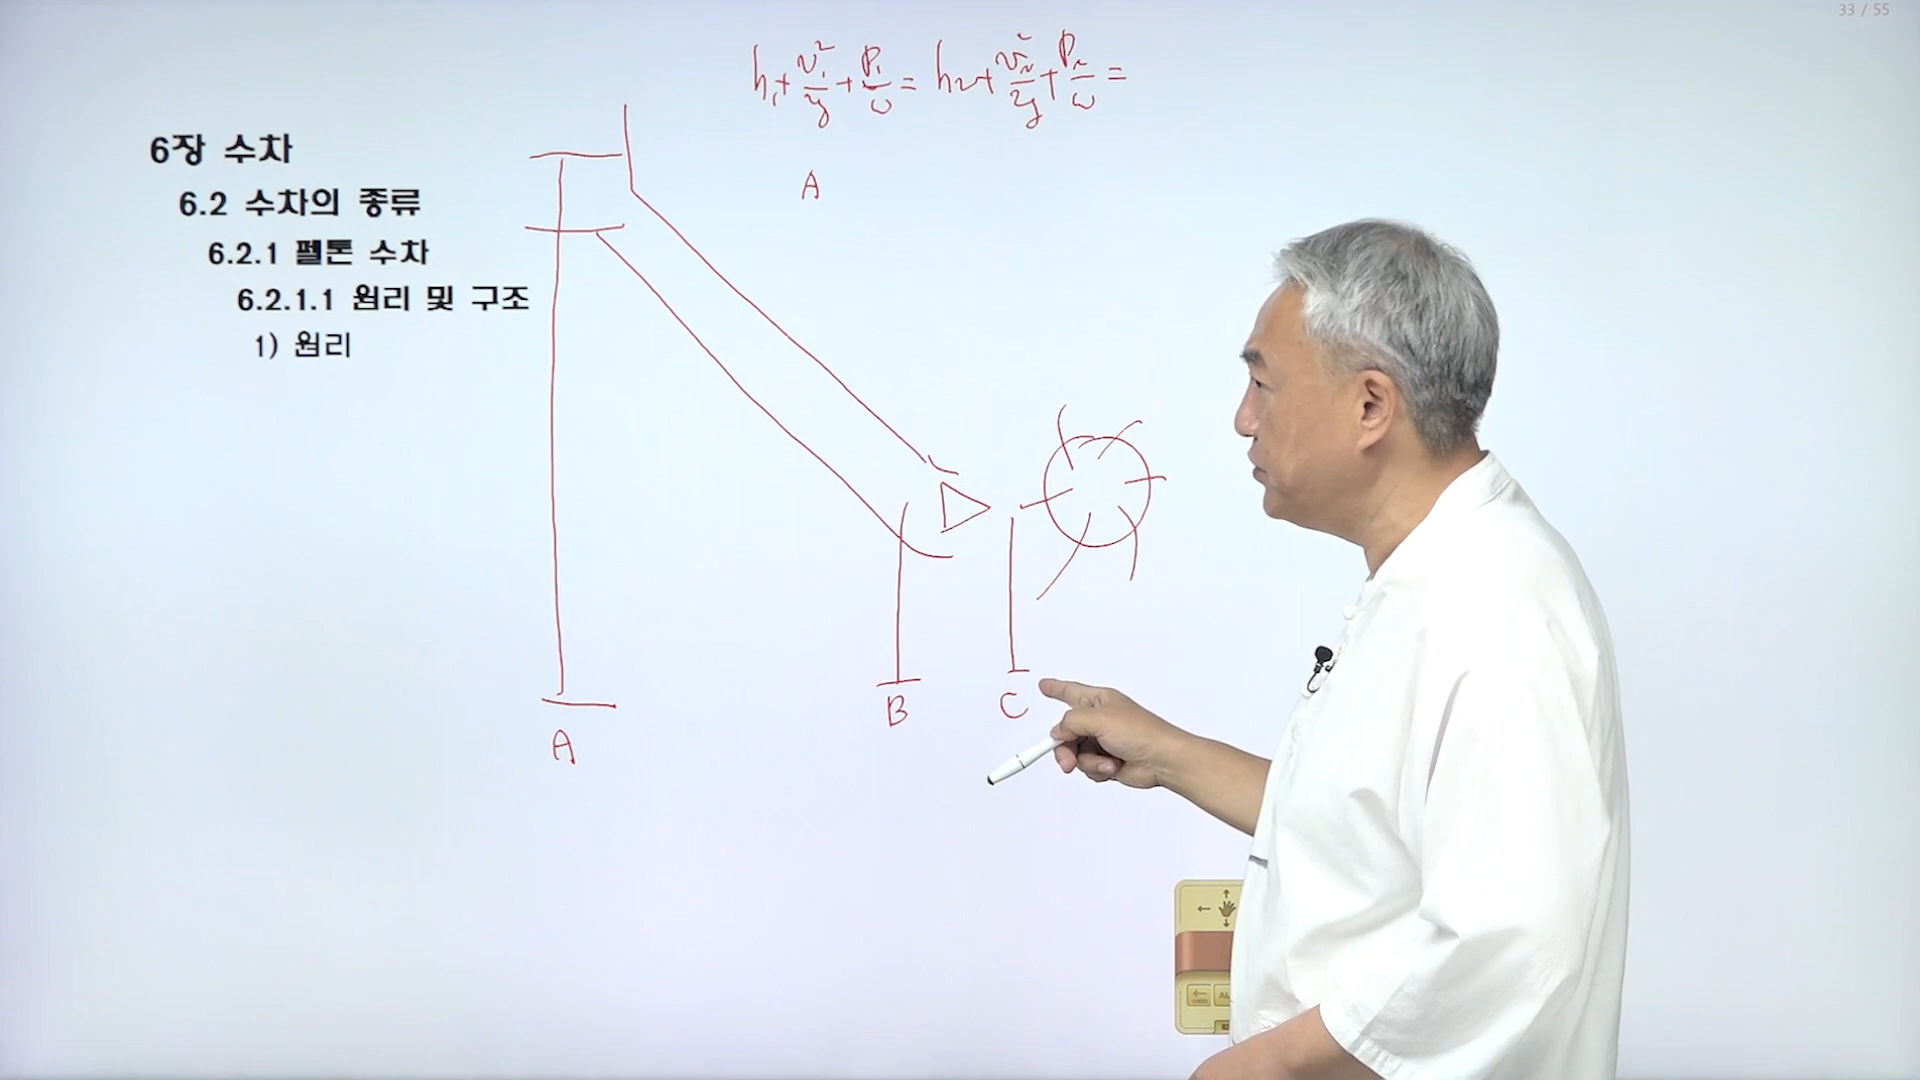 33 / 55
h₁ + v₁²/2g + P₁/ω = h₂ + v₂²/2g + P₂/ω =
6장 수차
A
6.2 수차의 종류
6.2.1 펠톤 수차
6.2.1.1 원리 및 구조
1) 원리
A
B
C